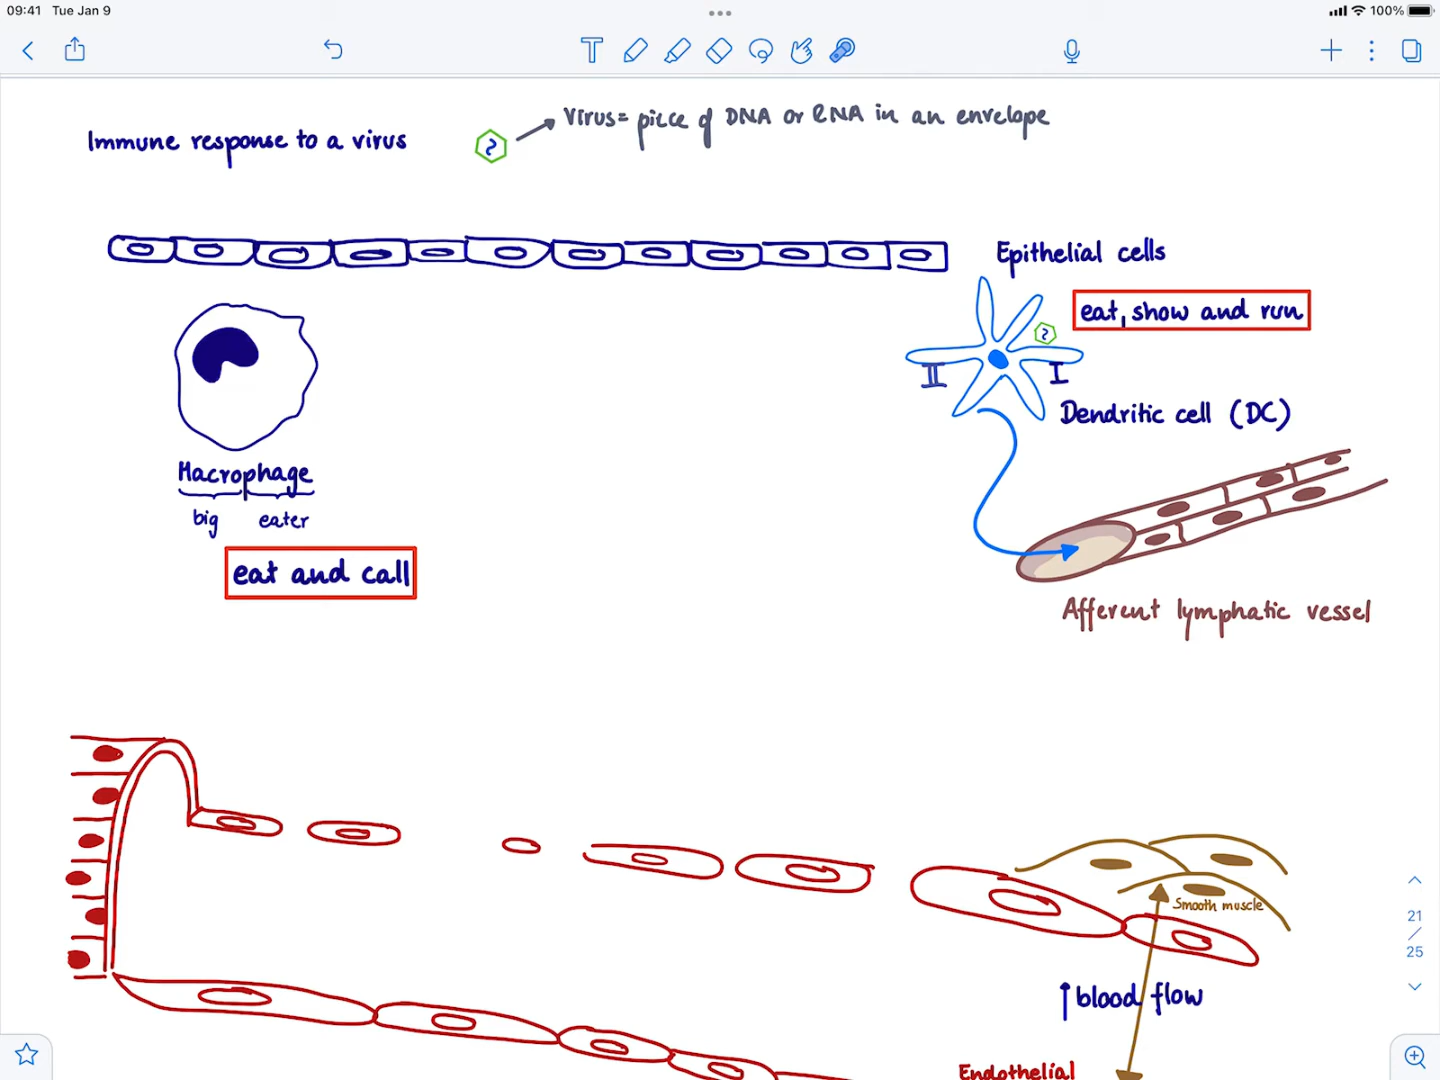 09:41 Tue Jan 9
100%
Virus= piece of DNA or RNA in an envelope
Immune response to a virus
Epithelial cells
eat, show and run
II
I
Dendritic cell (DC)
Macrophage
big eater
eat and call
Afferent lymphatic vessel
Smooth muscle
↑ blood flow
Endothelial
21
25